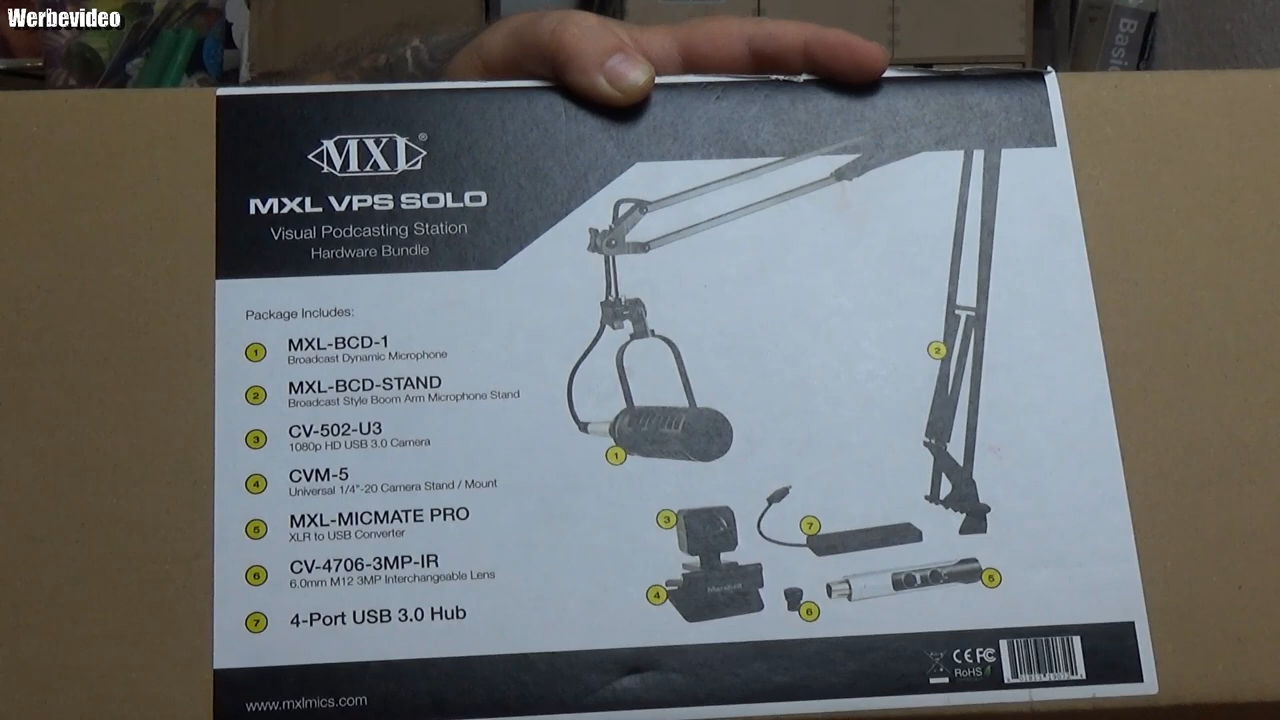 Werbevideo
Basic
MXL®
MXL VPS SOLO
Visual Podcasting Station
Hardware Bundle
Package Includes:
1 MXL-BCD-1
Broadcast Dynamic Microphone
2 MXL-BCD-STAND
Broadcast Style Boom Arm Microphone Stand
3 CV-502-U3
1080p HD USB 3.0 Camera
4 CVM-5
Universal 1/4"-20 Camera Stand / Mount
5 MXL-MICMATE PRO
XLR to USB Converter
6 CV-4706-3MP-IR
6.0mm M12 3MP Interchangeable Lens
7 4-Port USB 3.0 Hub
2
1
3
7
4
Marshall
6
5
CE FC
RoHS
www.mxlmics.com